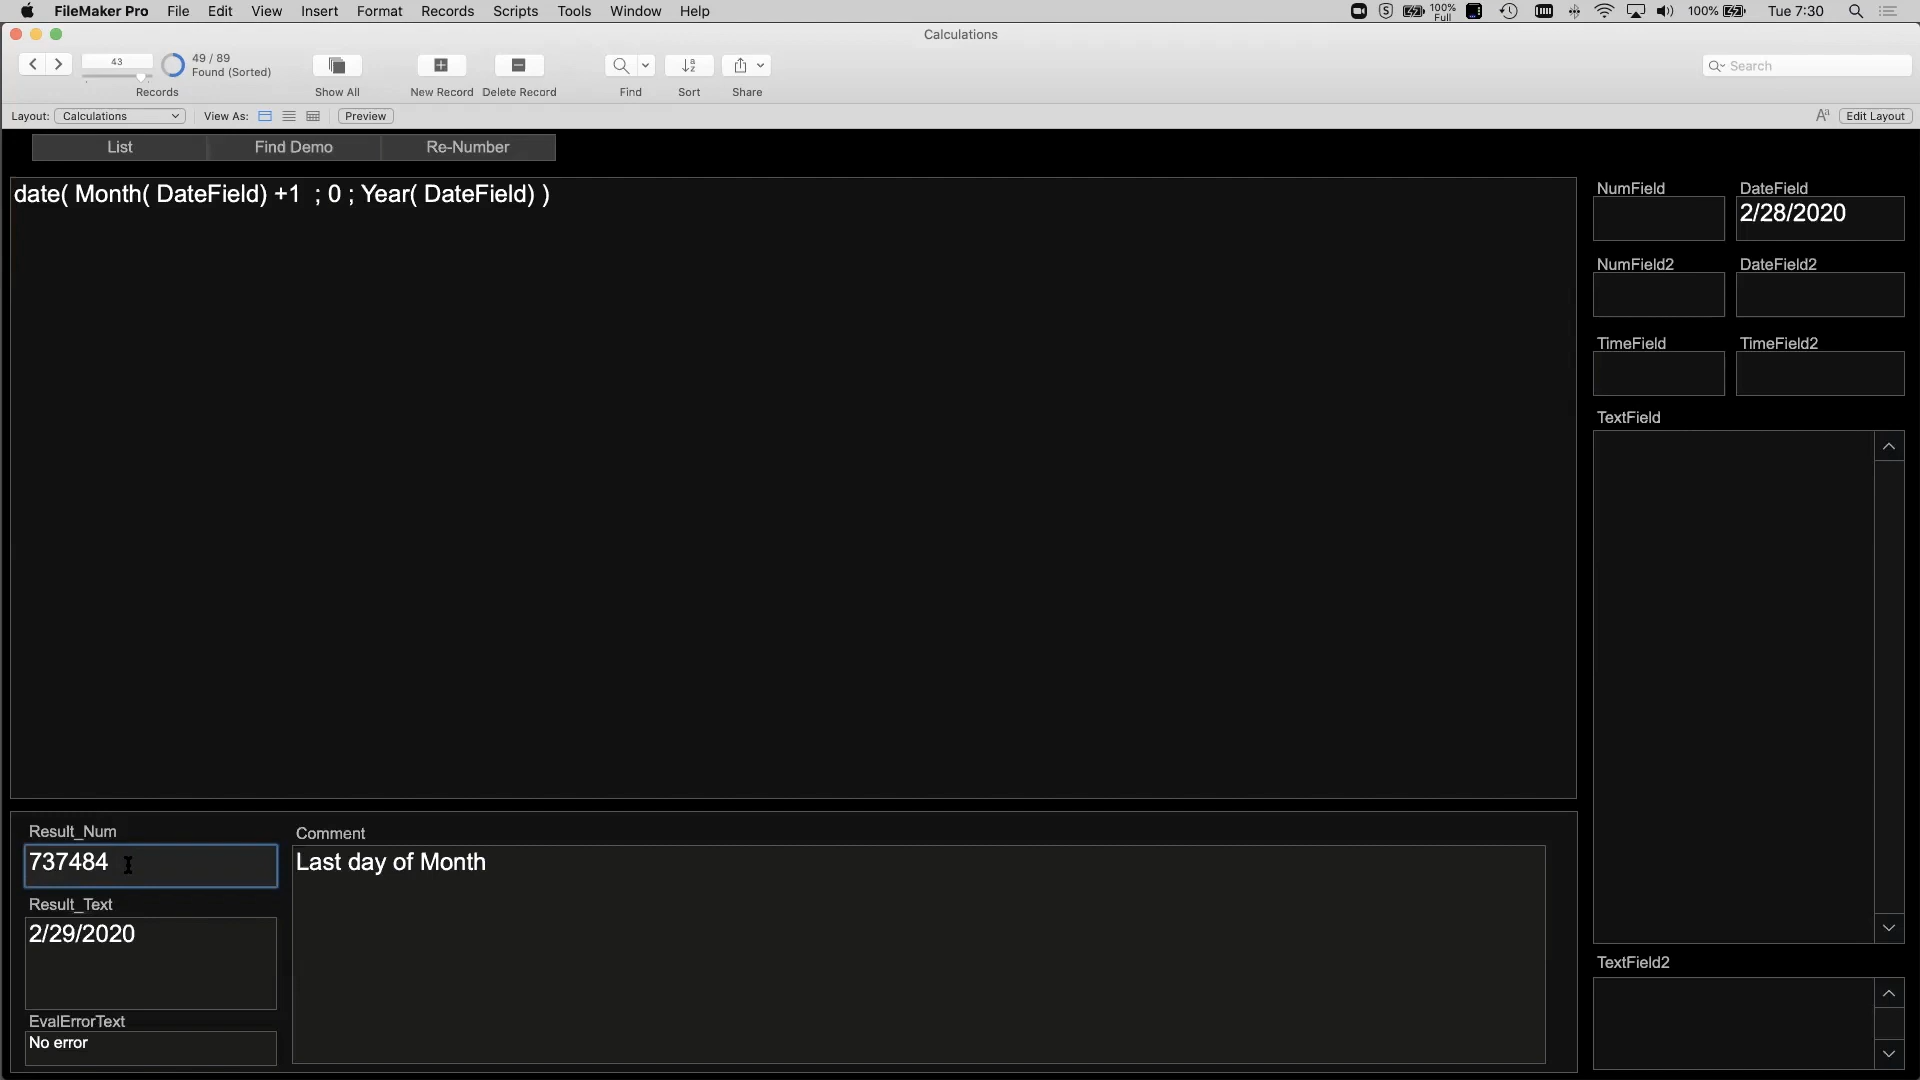 FileMaker Pro File Edit View Insert Format Records Scripts Tools Window Help 100% Full 100% Tue 7:30
Calculations
43 49 / 89
Found (Sorted)
Records Show All New Record Delete Record Find Sort Share
Search
Layout: Calculations View As: Preview Aa Edit Layout
List Find Demo Re-Number
date( Month( DateField) +1  ; 0 ; Year( DateField) )
NumField DateField
2/28/2020
NumField2 DateField2
TimeField TimeField2
TextField
TextField2
Result_Num
737484
Result_Text
2/29/2020
EvalErrorText
No error
Comment
Last day of Month